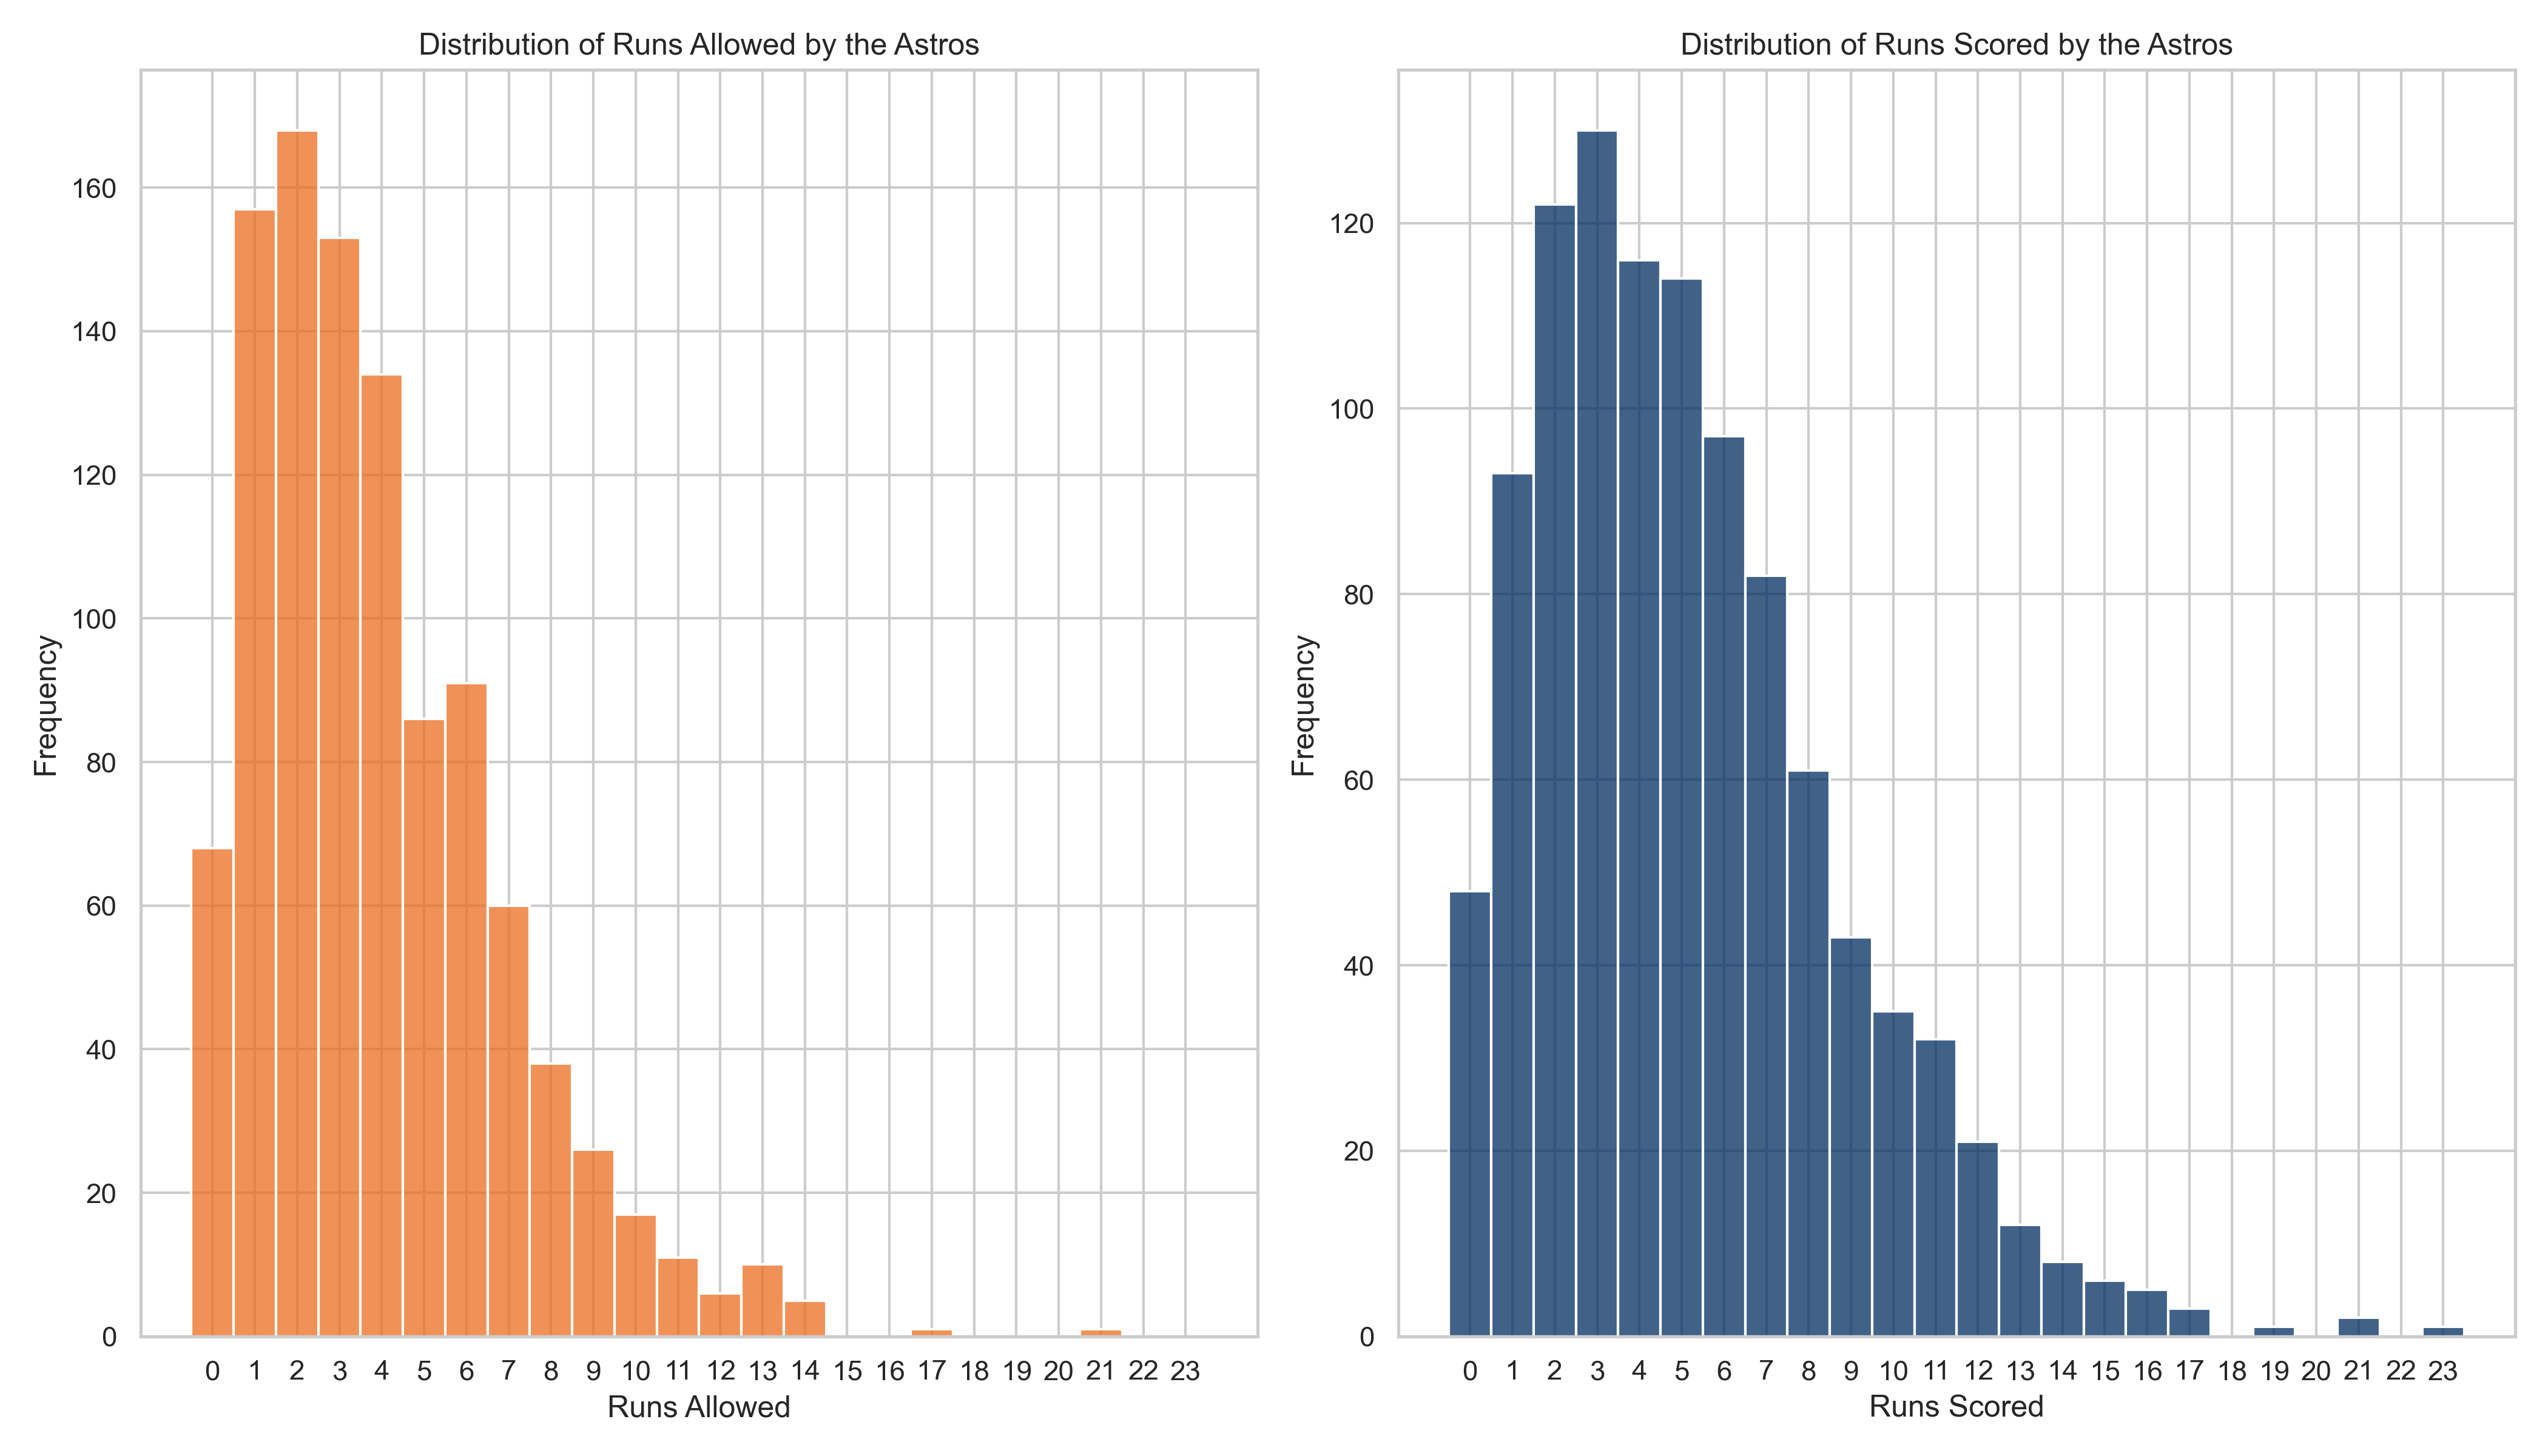 Distribution of Runs Allowed by the Astros
Frequency
160
140
120
100
80
60
40
20
0
0 1 2 3 4 5 6 7 8 9 10 11 12 13 14 15 16 17 18 19 20 21 22 23
Runs Allowed
Distribution of Runs Scored by the Astros
Frequency
120
100
80
60
40
20
0
0 1 2 3 4 5 6 7 8 9 10 11 12 13 14 15 16 17 18 19 20 21 22 23
Runs Scored